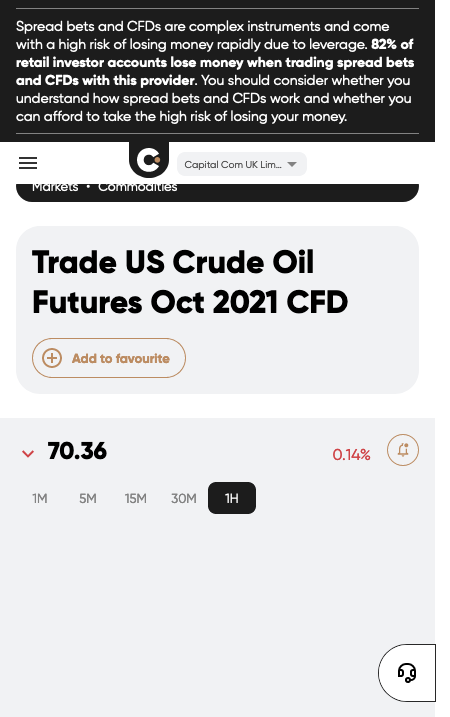 Spread bets and CFDs are complex instruments and come
with a high risk of losing money rapidly due to leverage. 82% of
retail investor accounts lose money when trading spread bets
and CFDs with this provider. You should consider whether you
understand how spread bets and CFDs work and whether you
can afford to take the high risk of losing your money.
Capital Com UK Lim...
Markets • Commodities
Trade US Crude Oil
Futures Oct 2021 CFD
Add to favourite
70.36
0.14%
1M 5M 15M 30M 1H